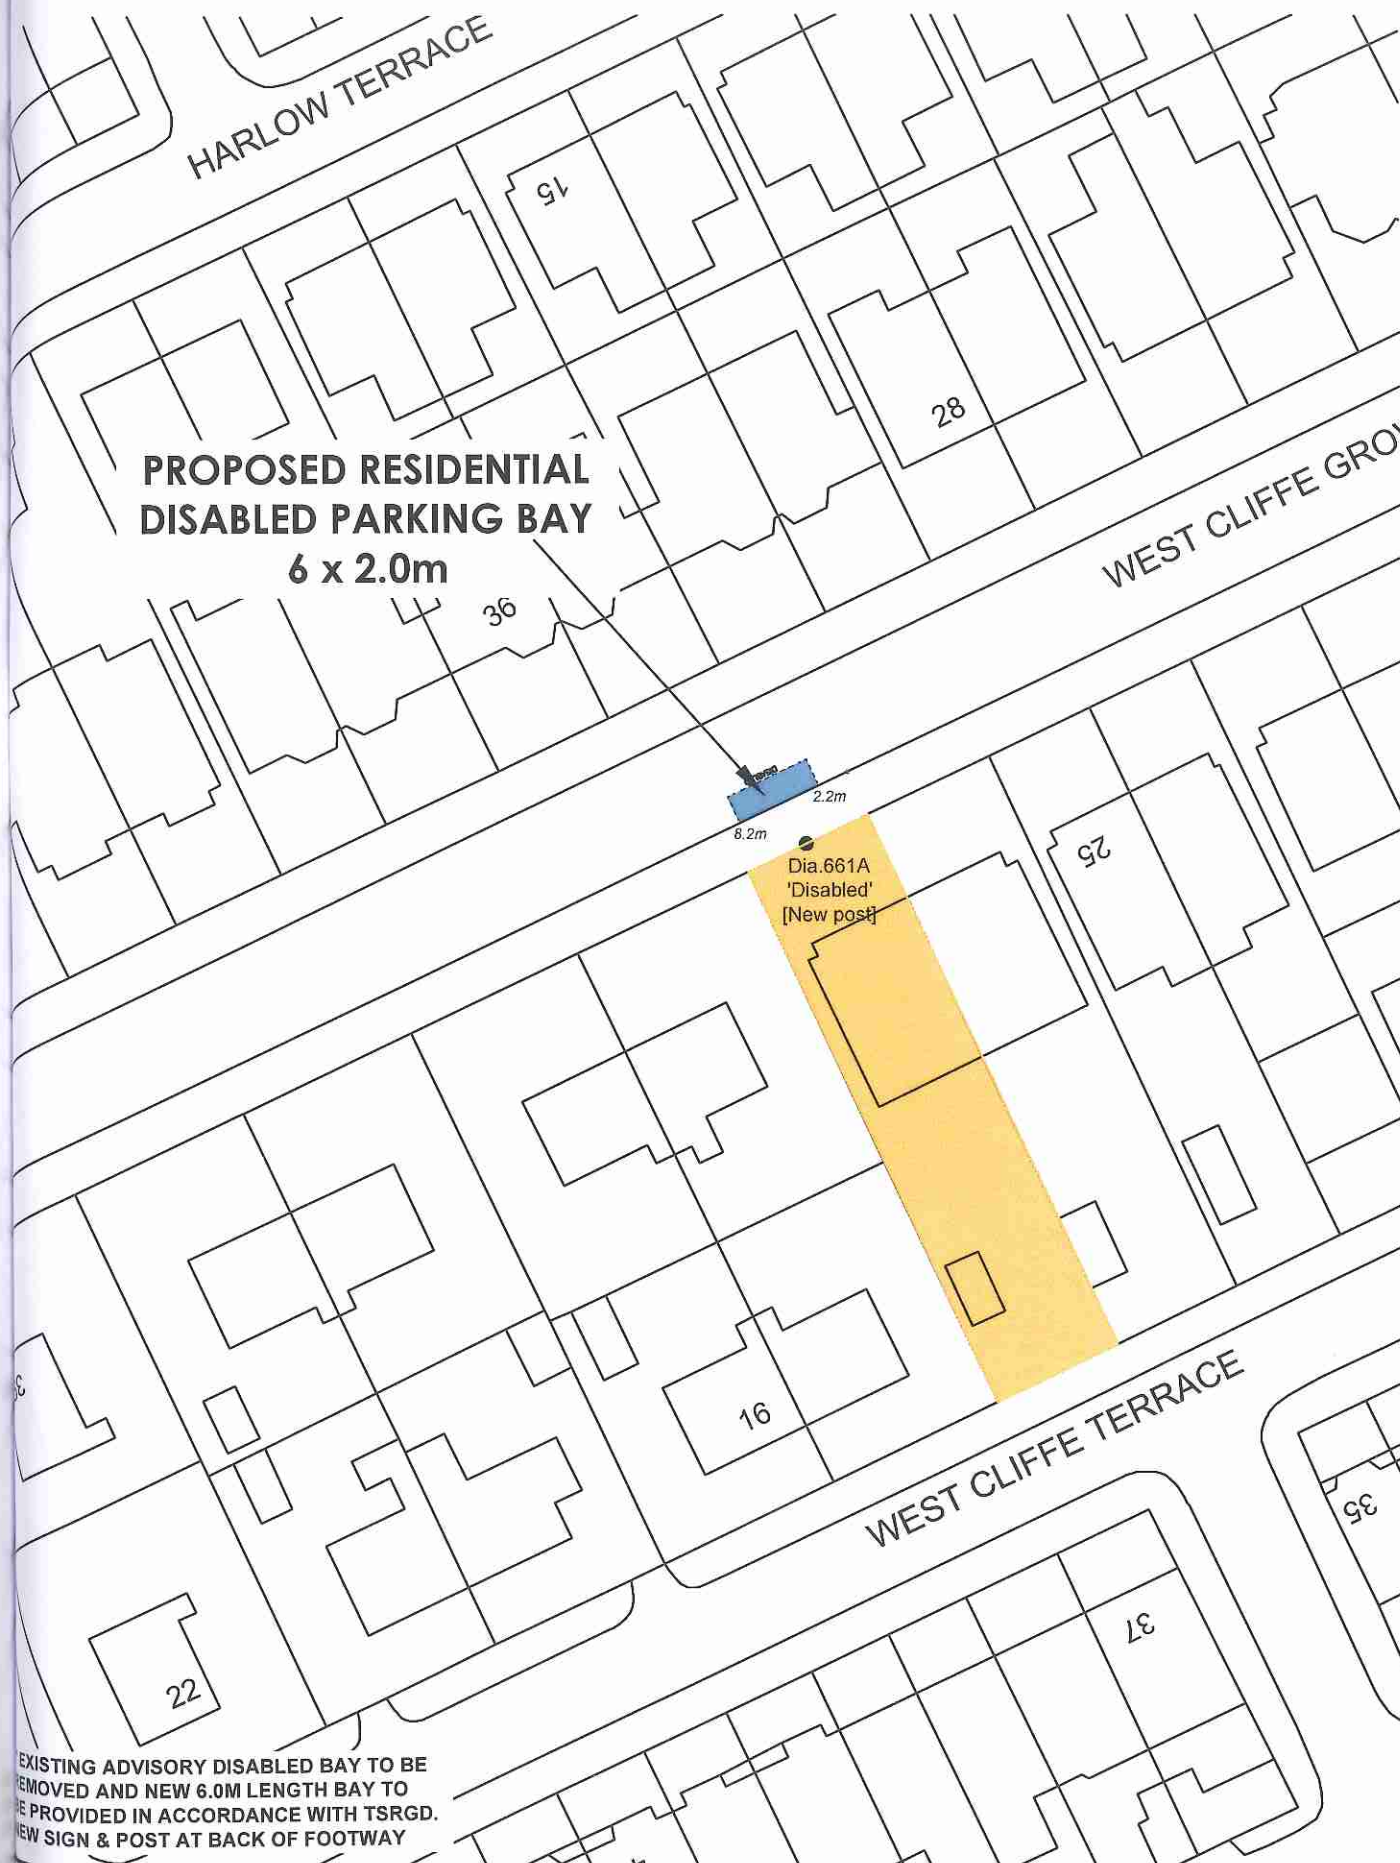 HARLOW TERRACE
15
28
PROPOSED RESIDENTIAL
DISABLED PARKING BAY
6 x 2.0m
36
WEST CLIFFE GRO
2.2m
8.2m
Dia.661A
'Disabled'
[New post]
25
16
WEST CLIFFE TERRACE
35
37
22
EXISTING ADVISORY DISABLED BAY TO BE
EMOVED AND NEW 6.0M LENGTH BAY TO
BE PROVIDED IN ACCORDANCE WITH TSRGD.
NEW SIGN & POST AT BACK OF FOOTWAY